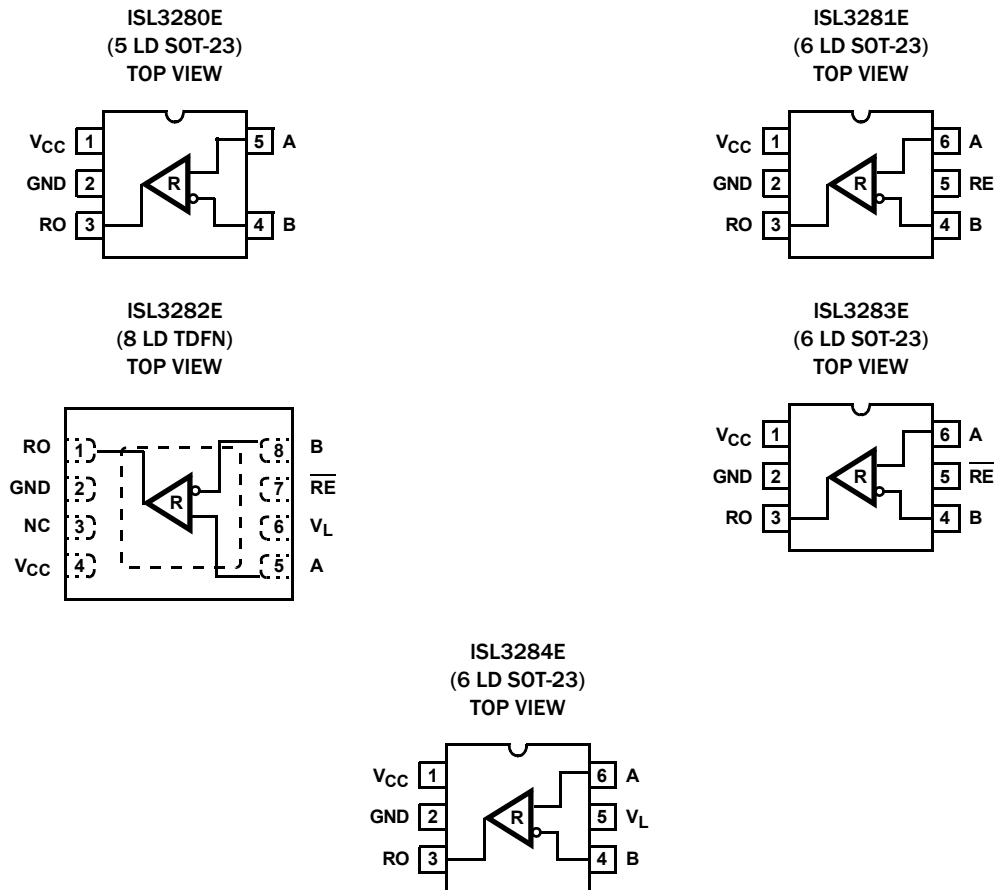 ISL3280E
(5 LD SOT-23)
TOP VIEW
VCC 1
GND 2
RO 3
R
5 A
4 B
ISL3281E
(6 LD SOT-23)
TOP VIEW
VCC 1
GND 2
RO 3
R
6 A
5 RE
4 B
ISL3282E
(8 LD TDFN)
TOP VIEW
RO 1
GND 2
NC 3
VCC 4
R
8 B
7 R̅E̅
6 VL
5 A
ISL3283E
(6 LD SOT-23)
TOP VIEW
VCC 1
GND 2
RO 3
R
6 A
5 R̅E̅
4 B
ISL3284E
(6 LD SOT-23)
TOP VIEW
VCC 1
GND 2
RO 3
R
6 A
5 VL
4 B